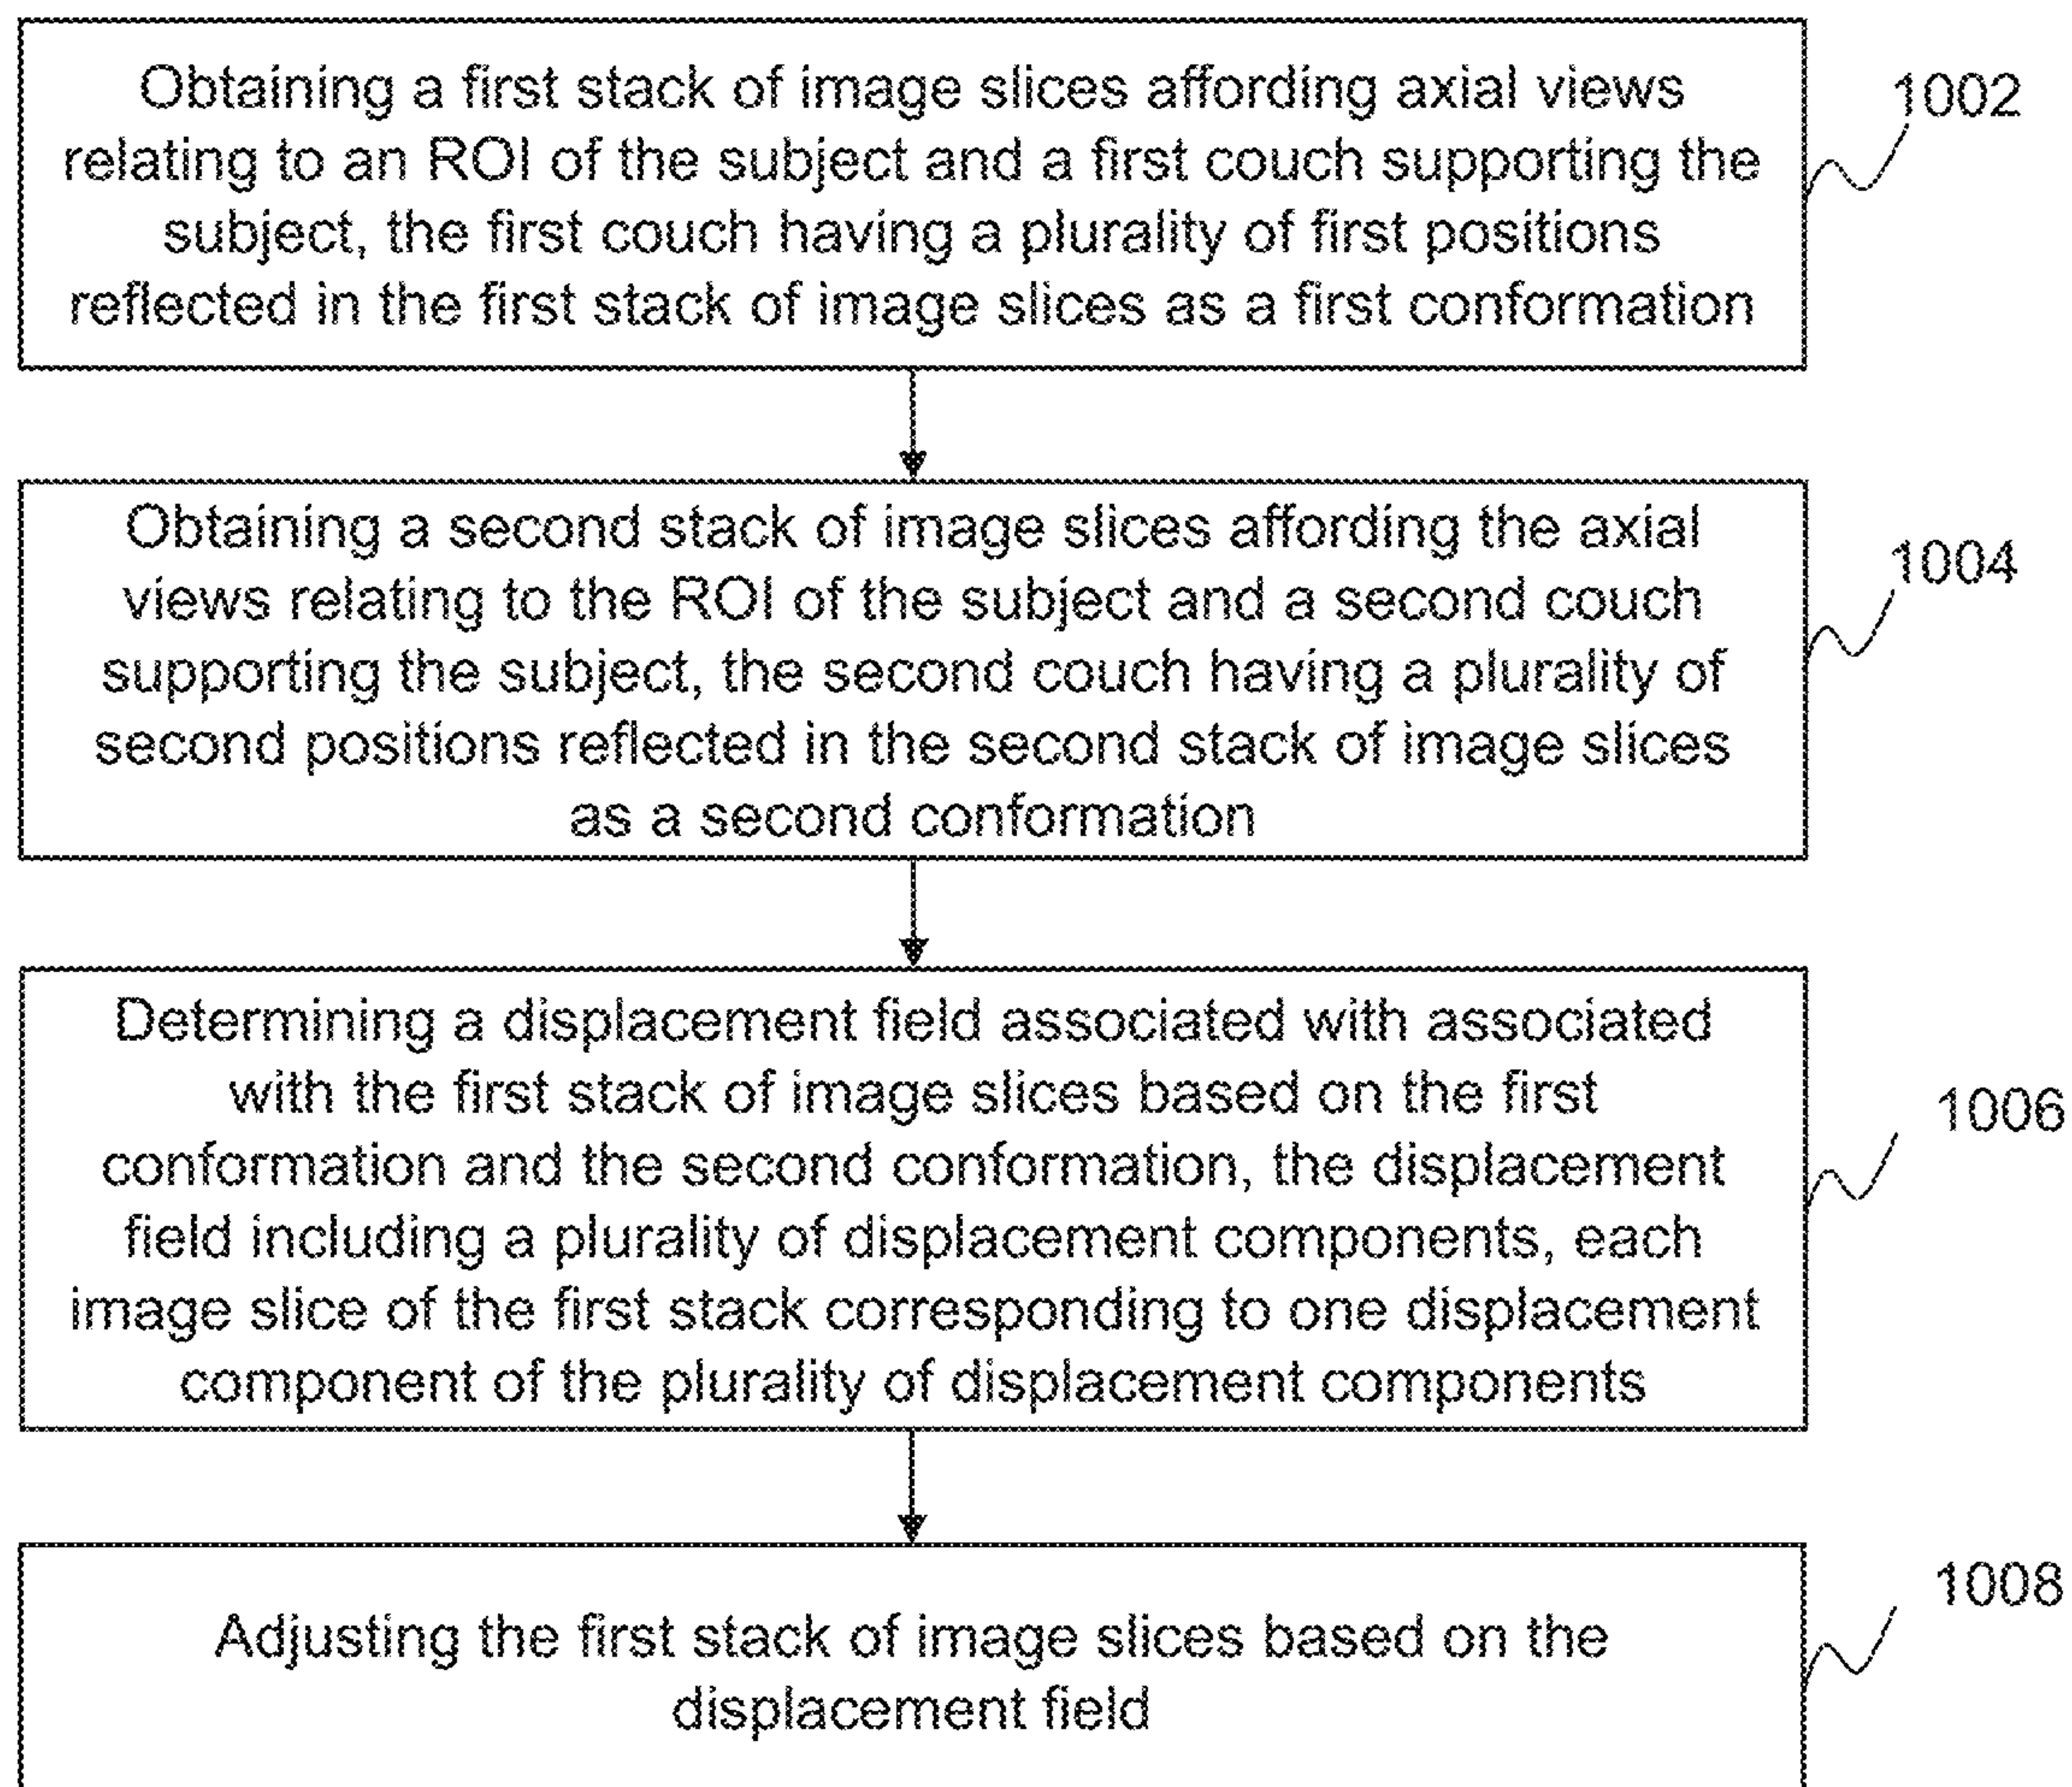 Obtaining a first stack of image slices affording axial views
relating to an ROI of the subject and a first couch supporting the
subject, the first couch having a plurality of first positions
reflected in the first stack of image slices as a first conformation
1002
Obtaining a second stack of image slices affording the axial
views relating to the ROI of the subject and a second couch
supporting the subject, the second couch having a plurality of
second positions reflected in the second stack of image slices
as a second conformation
1004
Determining a displacement field associated with associated
with the first stack of image slices based on the first
conformation and the second conformation, the displacement
field including a plurality of displacement components, each
image slice of the first stack corresponding to one displacement
component of the plurality of displacement components
1006
Adjusting the first stack of image slices based on the
displacement field
1008